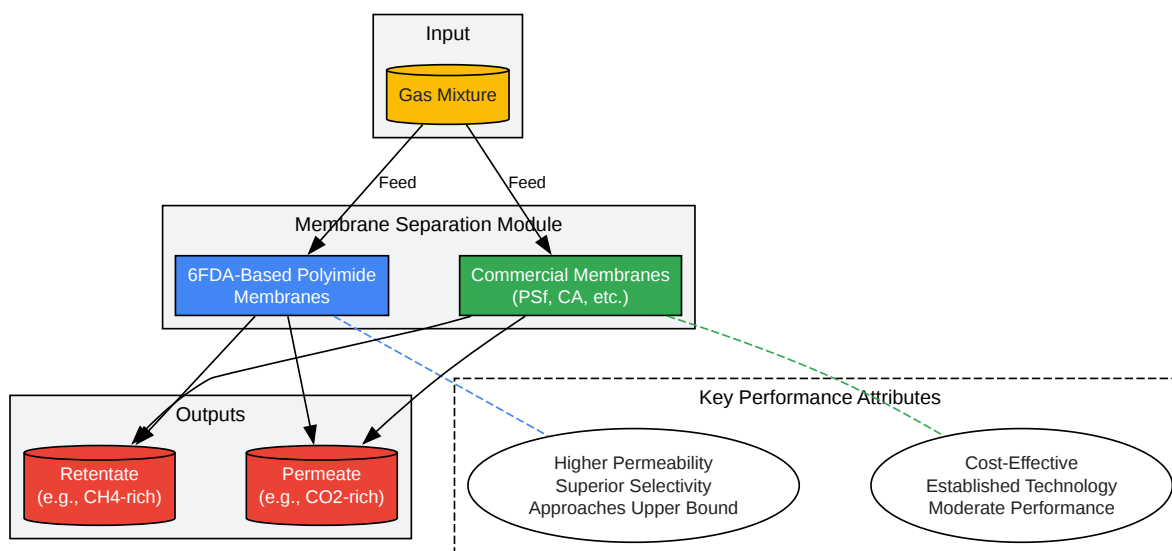 Input
Gas Mixture
Feed
Feed
Membrane Separation Module
6FDA-Based Polyimide
Membranes
Commercial Membranes
(PSf, CA, etc.)
Outputs
Retentate
(e.g., CH4-rich)
Permeate
(e.g., CO2-rich)
Key Performance Attributes
Higher Permeability
Superior Selectivity
Approaches Upper Bound
Cost-Effective
Established Technology
Moderate Performance